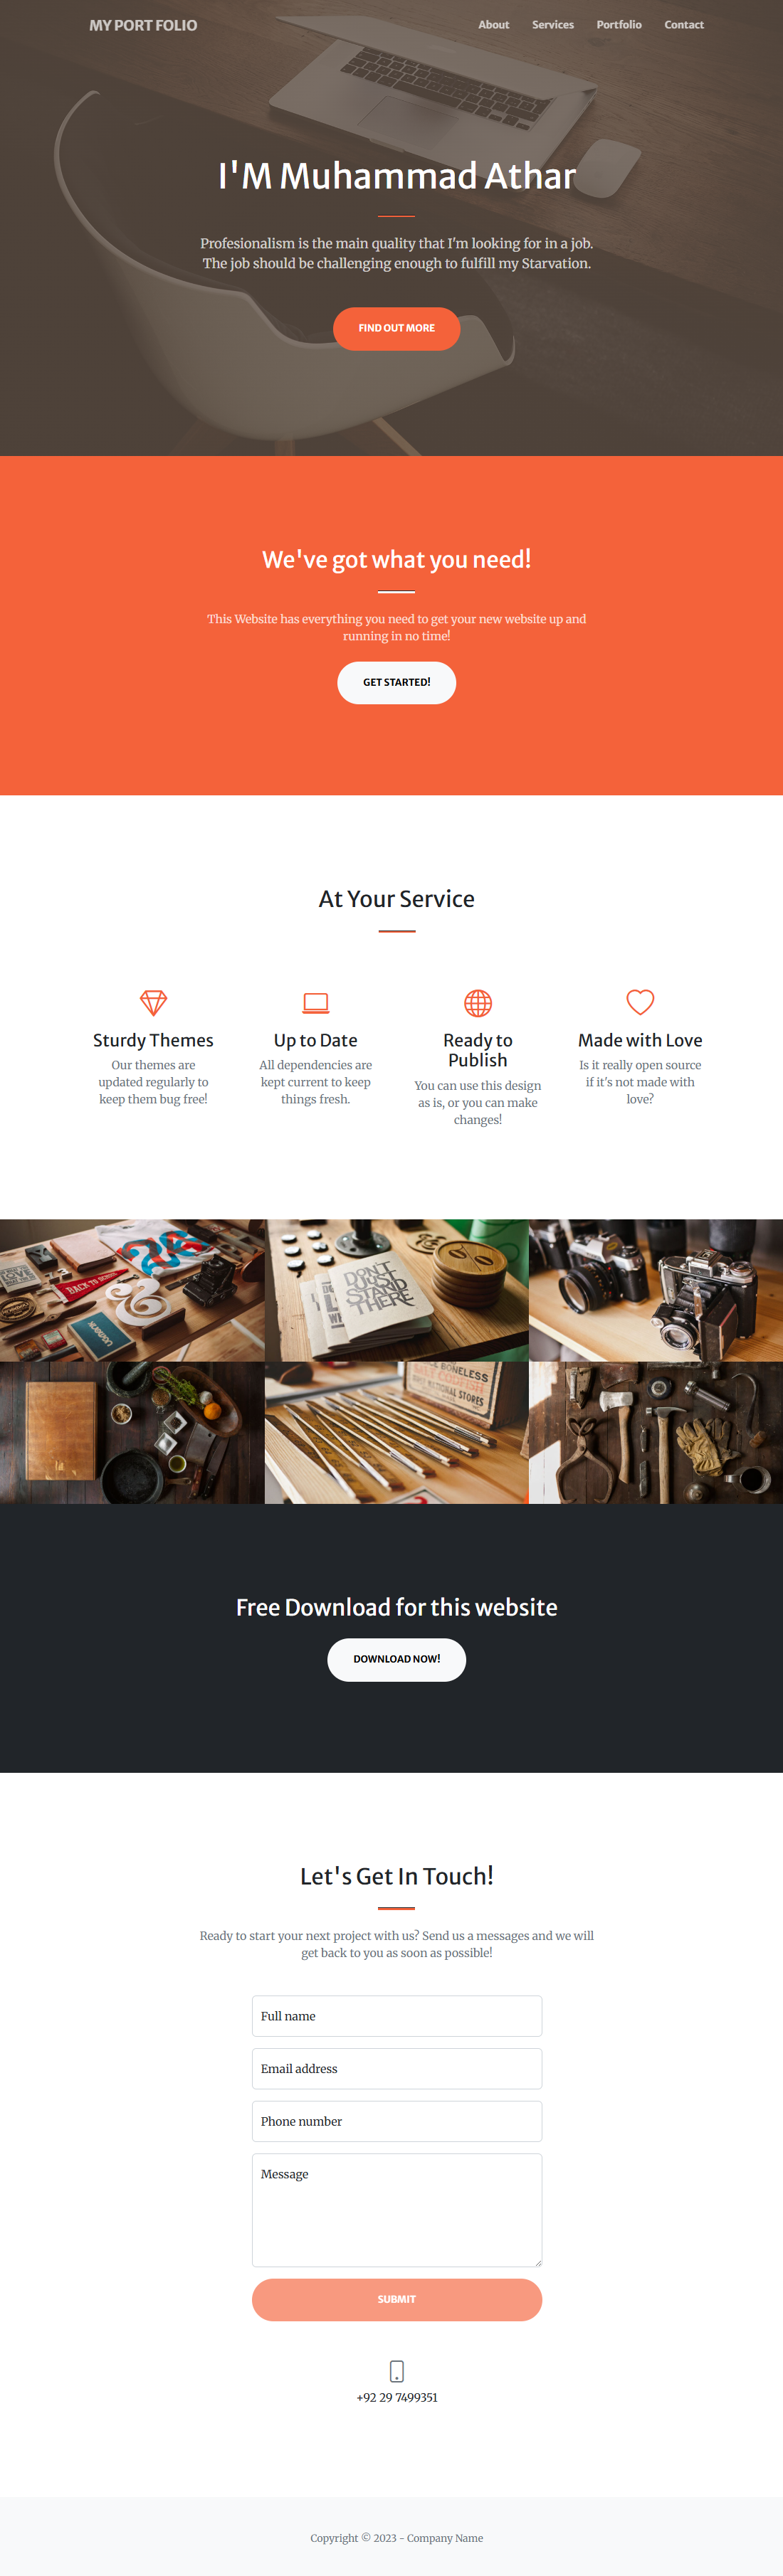 MY PORT FOLIO
About Services Portfolio Contact
I'M Muhammad Athar
Profesionalism is the main quality that I'm looking for in a job.
The job should be challenging enough to fulfill my Starvation.
FIND OUT MORE
We've got what you need!
This Website has everything you need to get your new website up and
running in no time!
GET STARTED!
At Your Service
Sturdy Themes
Our themes are
updated regularly to
keep them bug free!
Up to Date
All dependencies are
kept current to keep
things fresh.
Ready to
Publish
You can use this design
as is, or you can make
changes!
Made with Love
Is it really open source
if it's not made with
love?
BACK TO
&
DON'T
JUST
STAND
THERE
BONELESS
STORES
Free Download for this website
DOWNLOAD NOW!
Let's Get In Touch!
Ready to start your next project with us? Send us a messages and we will
get back to you as soon as possible!
Full name
Email address
Phone number
Message
SUBMIT
+92 29 7499351
Copyright © 2023 - Company Name